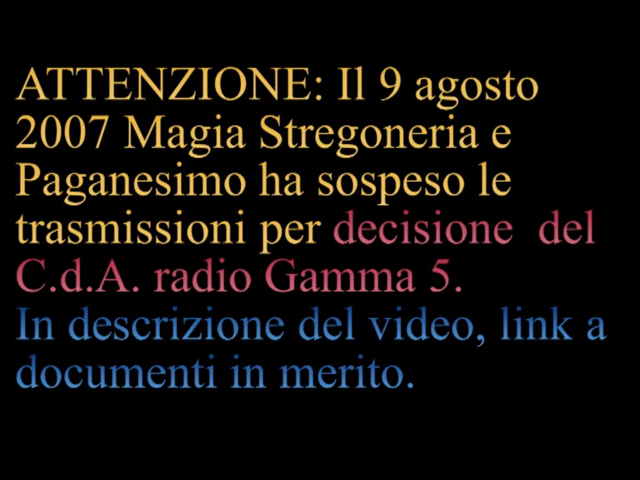 ATTENZIONE: Il 9 agosto
2007 Magia Stregoneria e
Paganesimo ha sospeso le
trasmissioni per decisione  del
C.d.A. radio Gamma 5.
In descrizione del video, link a
documenti in merito.